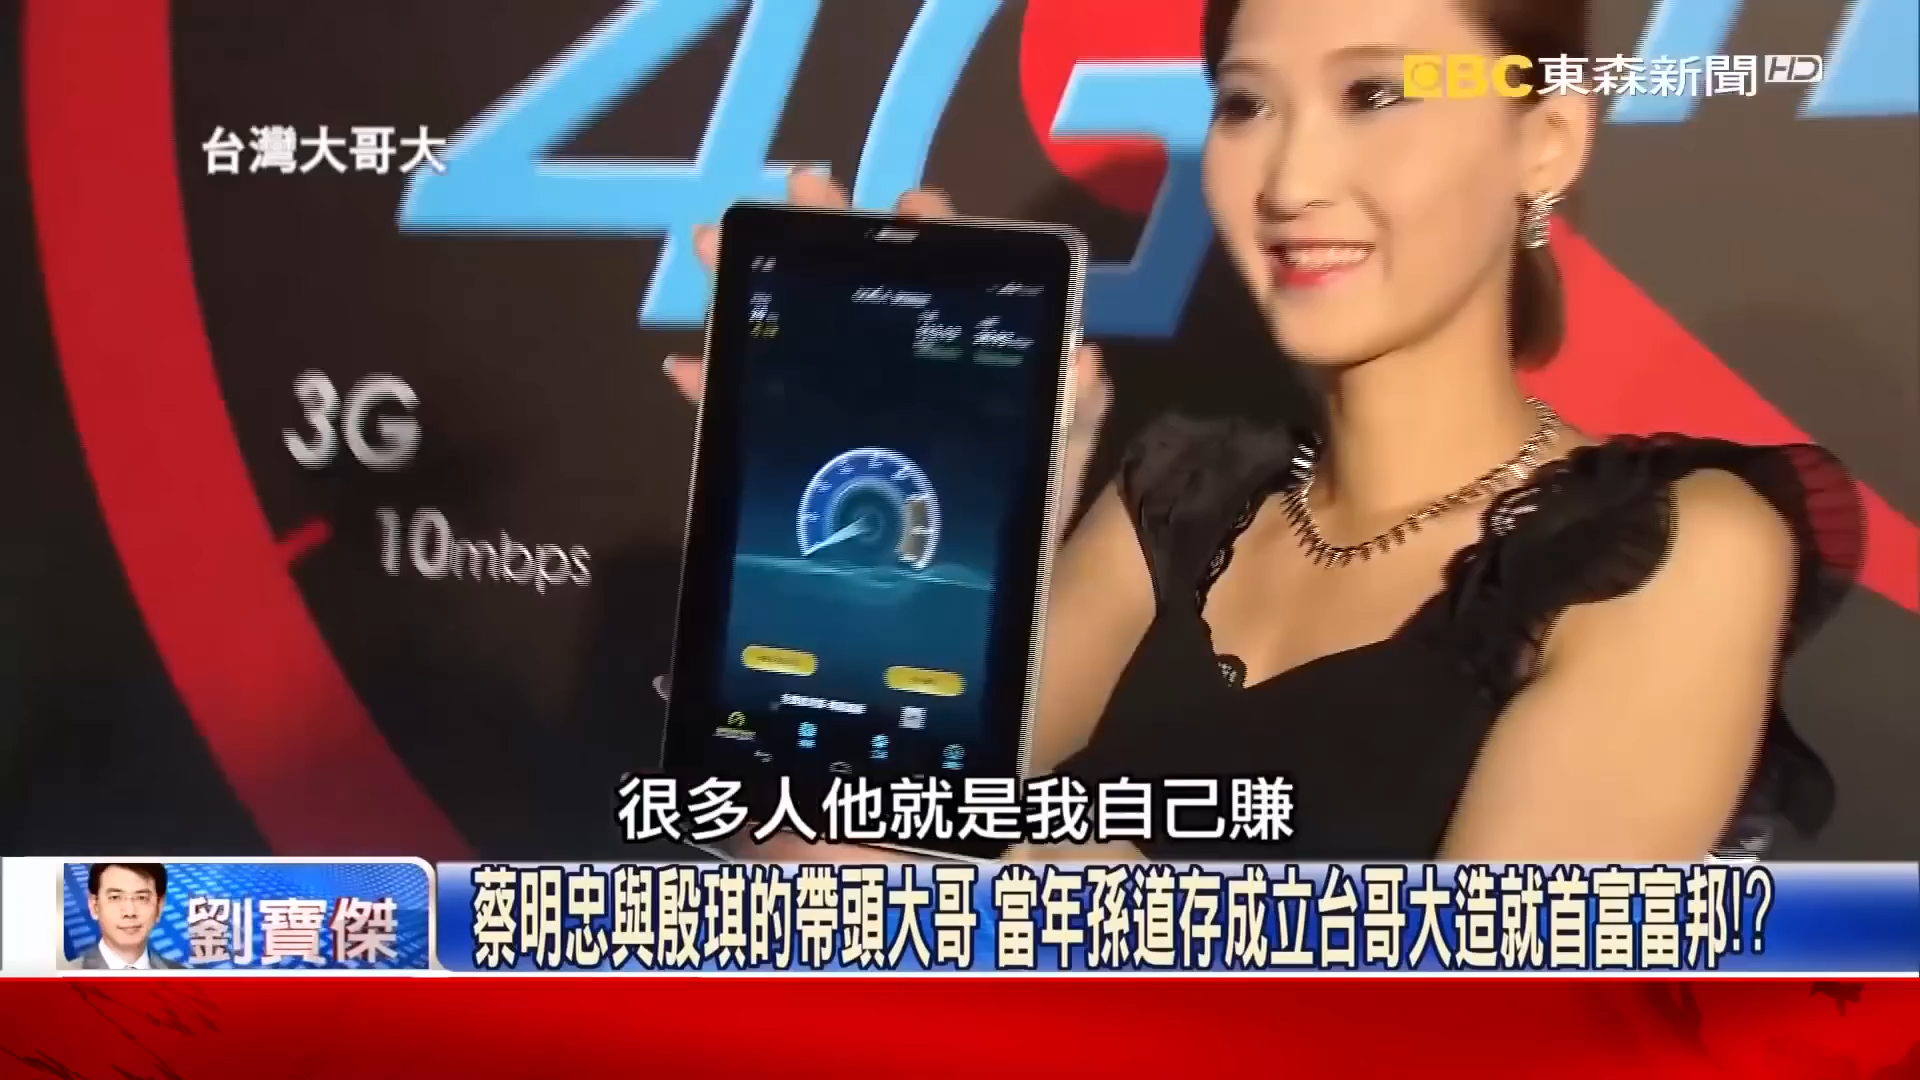 EBC東森新聞HD
台灣大哥大
4G
3G
10mbps
很多人他就是我自己賺
劉寶傑
蔡明忠與殷琪的帶頭大哥 當年孫道存成立台哥大造就首富富邦!?